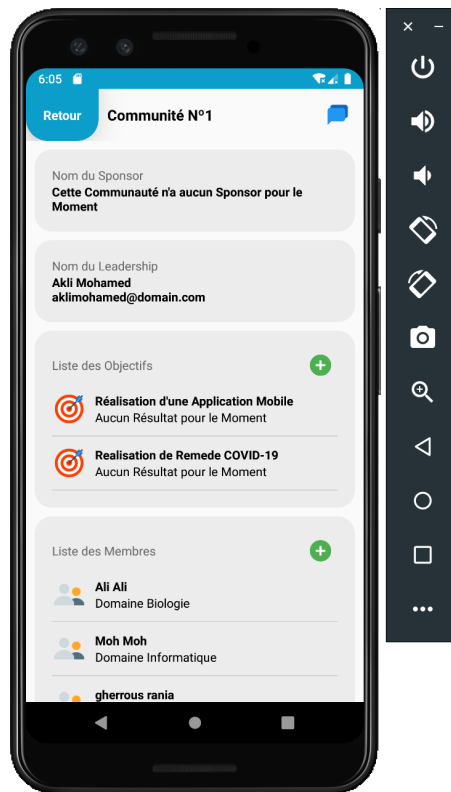 6:05
Retour
Communité Nº1
Nom du Sponsor
Cette Communauté n'a aucun Sponsor pour le
Moment
Nom du Leadership
Akli Mohamed
aklimohamed@domain.com
Liste des Objectifs
Réalisation d'une Application Mobile
Aucun Résultat pour le Moment
Realisation de Remede COVID-19
Aucun Résultat pour le Moment
Liste des Membres
Ali Ali
Domaine Biologie
Moh Moh
Domaine Informatique
gherrous rania